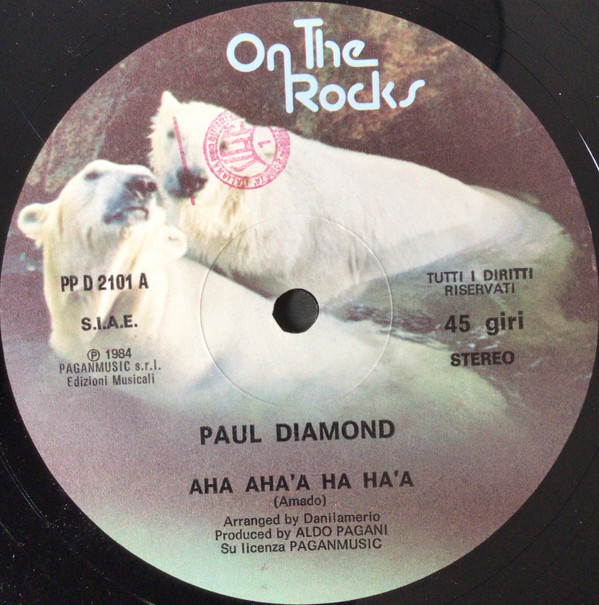 On The
Rocks
PP D 2101 A
S.I.A.E.
℗ 1984
PAGANMUSIC s.r.l.
Edizioni Musicali
TUTTI I DIRITTI
RISERVATI
45 giri
STEREO
PAUL DIAMOND
AHA AHA'A HA HA'A
(Amado)
Arranged by Danilamerio
Produced by ALDO PAGANI
Su licenza PAGANMUSIC